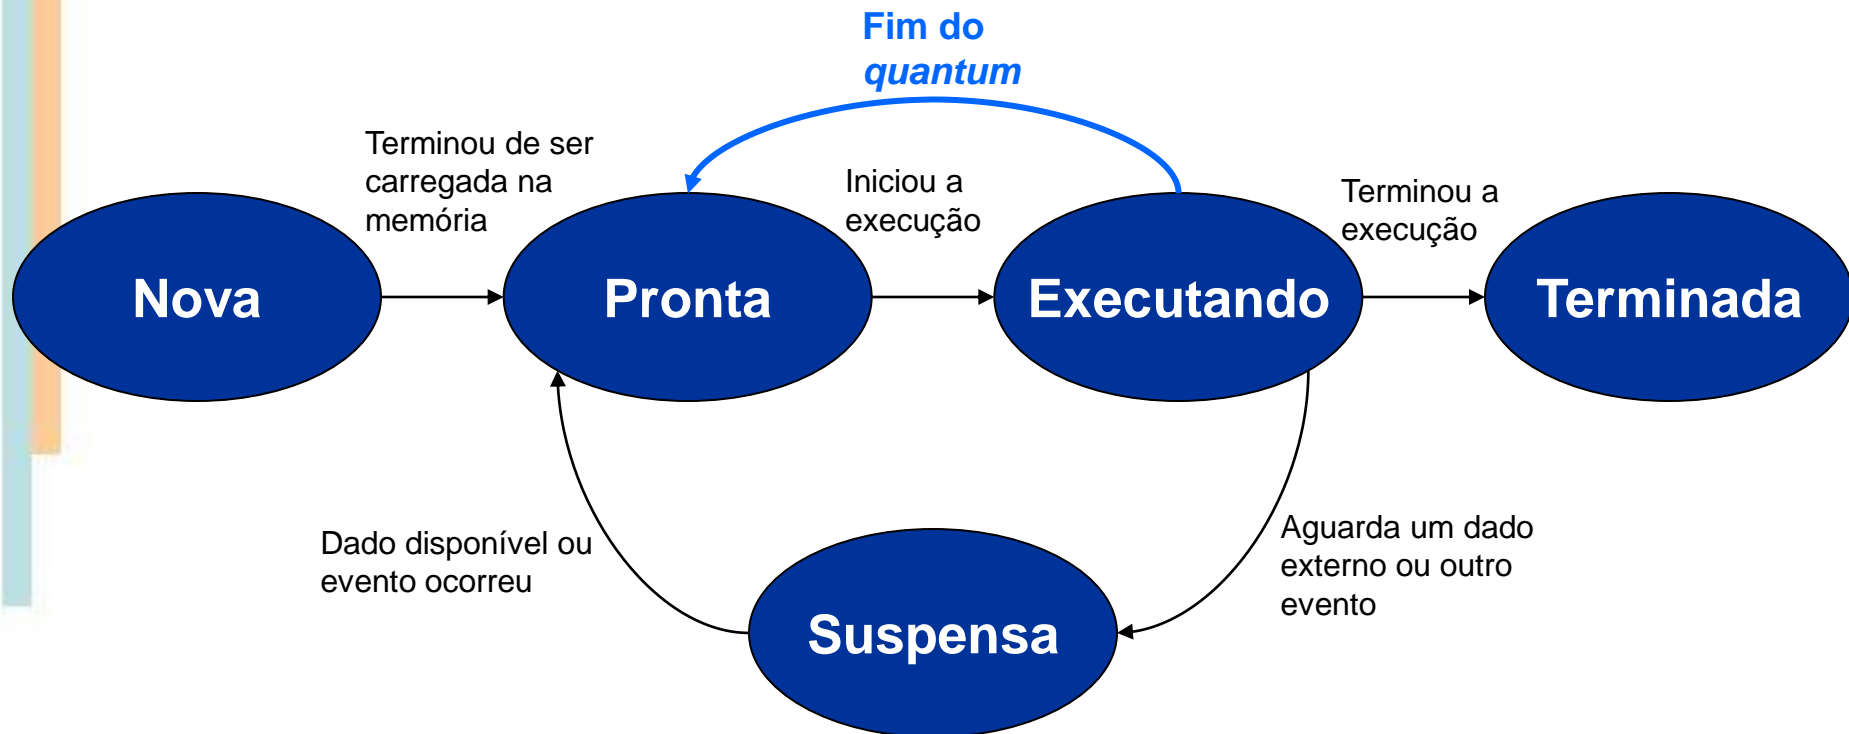 Fim do
quantum
Terminou de ser
carregada na
memória
Iniciou a
execução
Terminou a
execução
Nova
Pronta
Executando
Terminada
Dado disponível ou
evento ocorreu
Aguarda um dado
externo ou outro
evento
Suspensa